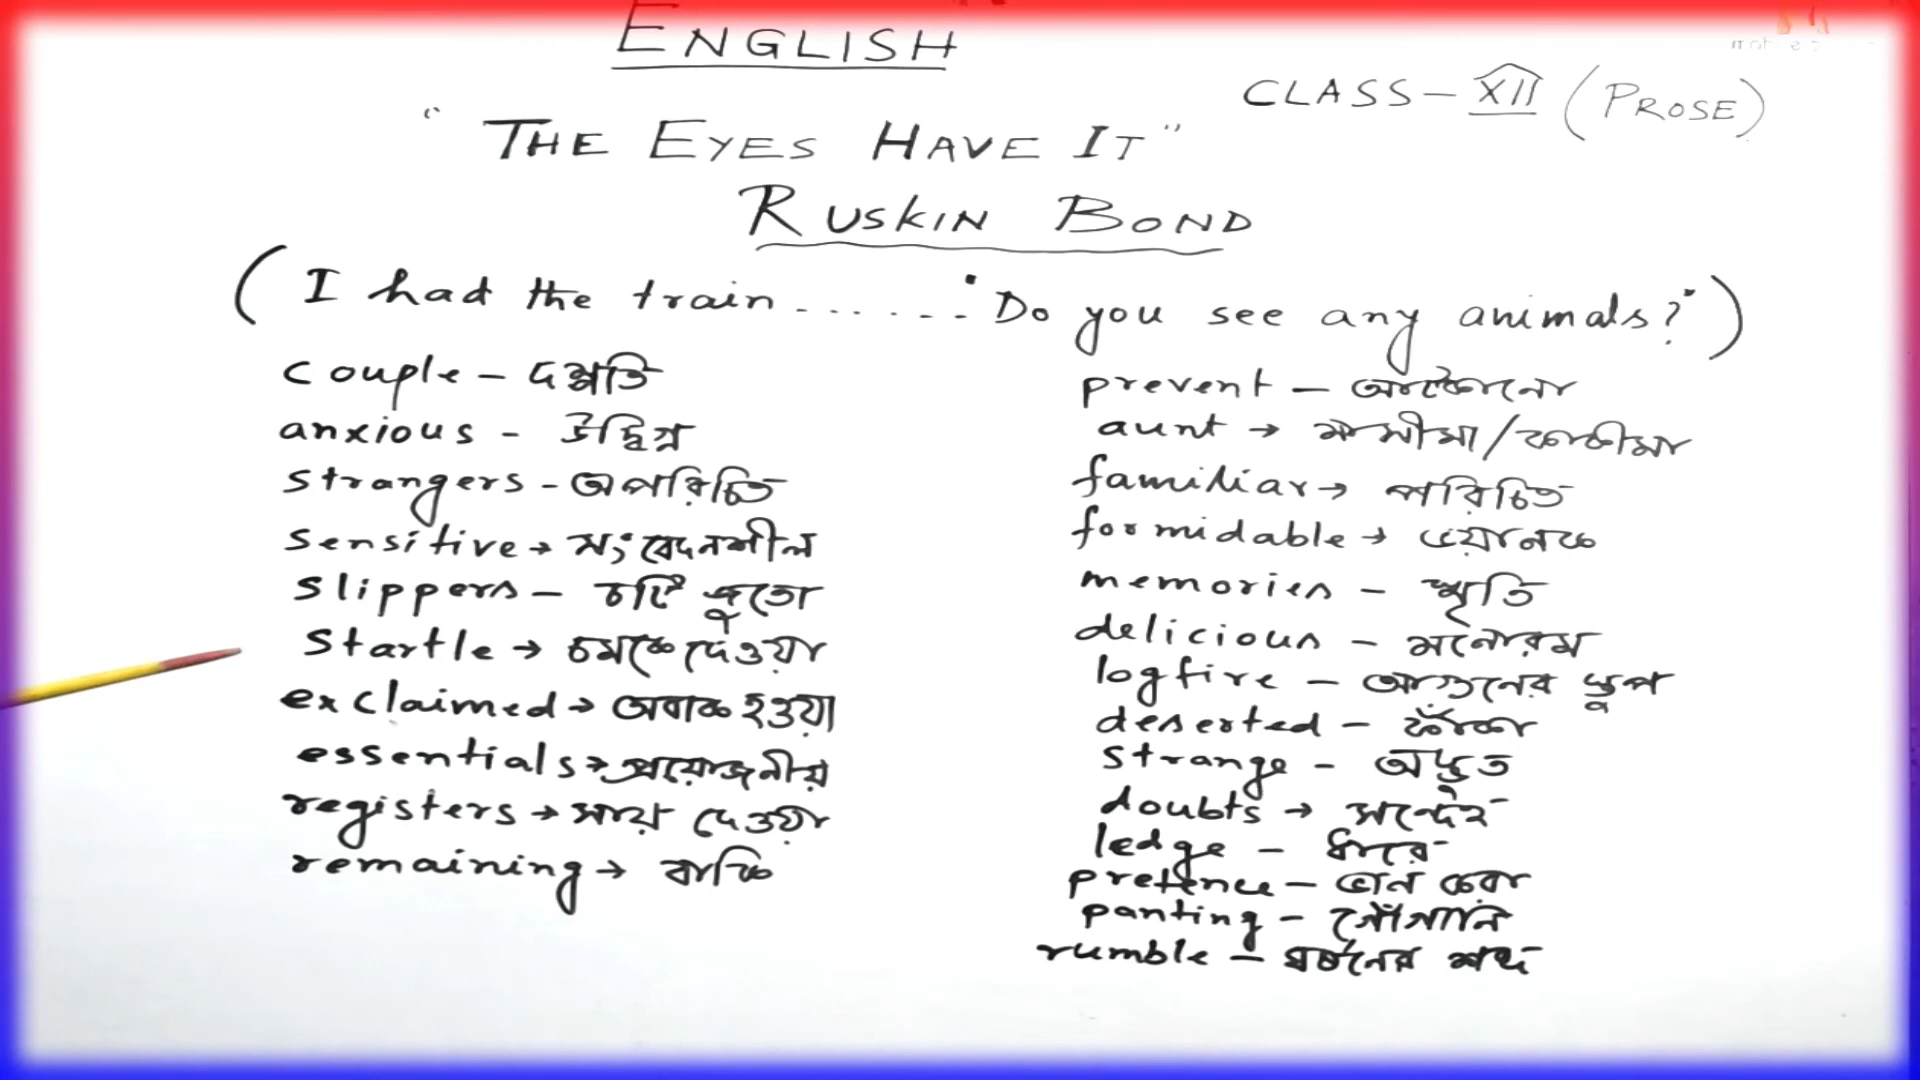 ENGLISH
CLASS - XII (PROSE)
"THE EYES HAVE IT"
RUSKIN BOND
(I had the train ....... "Do you see any animals?")
couple - দম্পতি
anxious - উদ্বিগ্ন
strangers - অপরিচিত
sensitive → সংবেদনশীল
slippers - চটি জুতো
startle → চমকে দেওয়া
exclaimed → অবাক হওয়া
essentials → প্রয়োজনীয়
registers → সায় দেওয়া
remaining → বাকি
prevent - আটকানো
aunt → মাসীমা/কাকীমা
familiar → পরিচিত
formidable → ভয়ানক
memories - স্মৃতি
delicious - মনোরম
logfire - আগুনের স্তুপ
deserted - ফাঁকা
strange - অদ্ভুত
doubts → সন্দেহ
ledge - ধারে
pretence - ভান করা
panting - গোঁগানি
rumble - ঘর্ষনের শব্দ